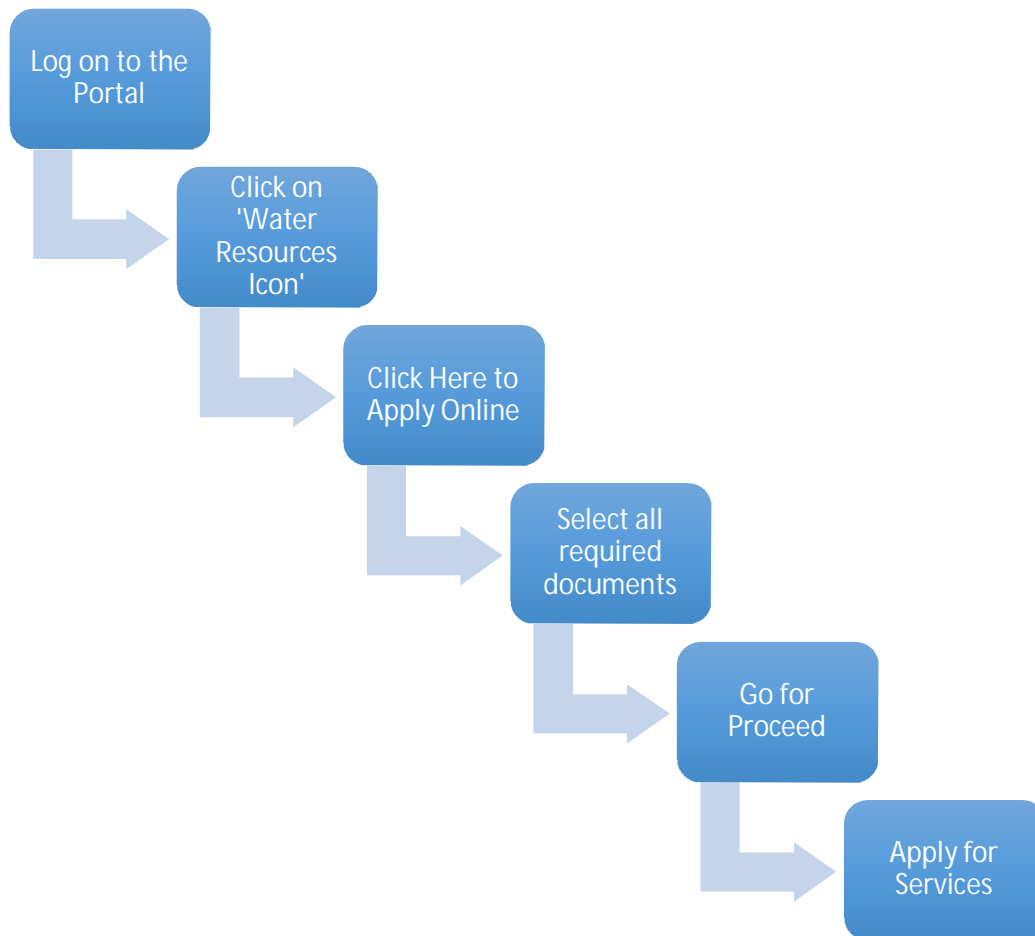 Log on to the
Portal
Click on
'Water
Resources
Icon'
Click Here to
Apply Online
Select all
required
documents
Go for
Proceed
Apply for
Services